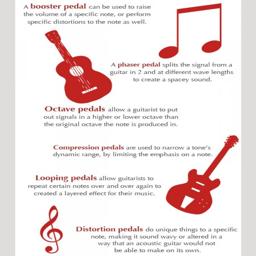 A booster pedal can be used to raise
the volume of a specific note, or perform
specific distortions to the note as well.
A phaser pedal splits the signal from a
guitar in 2 and at different wave lengths
to create a spacey sound.
Octave pedals allow a guitarist to put
out signals in a higher or lower octave than
the original octave the note is produced in.
Compression pedals are used to narrow a tone's
dynamic range, by limiting the emphasis on a note.
Looping pedals allow guitarists to
repeat certain notes over and over again to
created a layered effect for their music.
Distortion pedals do unique things to a specific
note, making it sound wavy or altered in a
way that an acoustic guitar would not
be able to make on its own.